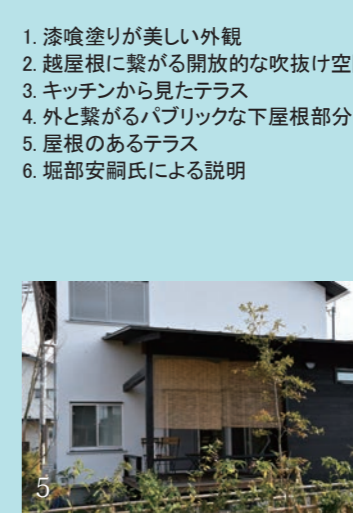 1. 漆喰塗りが美しい外観
2. 越屋根に繋がる開放的な吹抜け空
3. キッチンから見たテラス
4. 外と繋がるパブリックな下屋根部分
5. 屋根のあるテラス
6. 堀部安嗣氏による説明
5